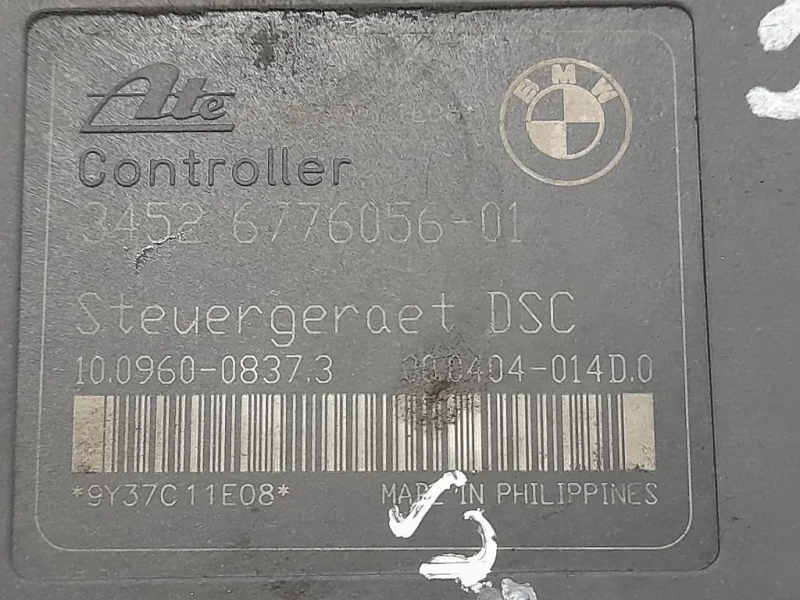 Ate
BMW
Controller
3452 6776056-01
Steuergeraet DSC
10.0960-0837.3 00.0404-014D.0
*9Y37C11E08*
MADE IN PHILIPPINES